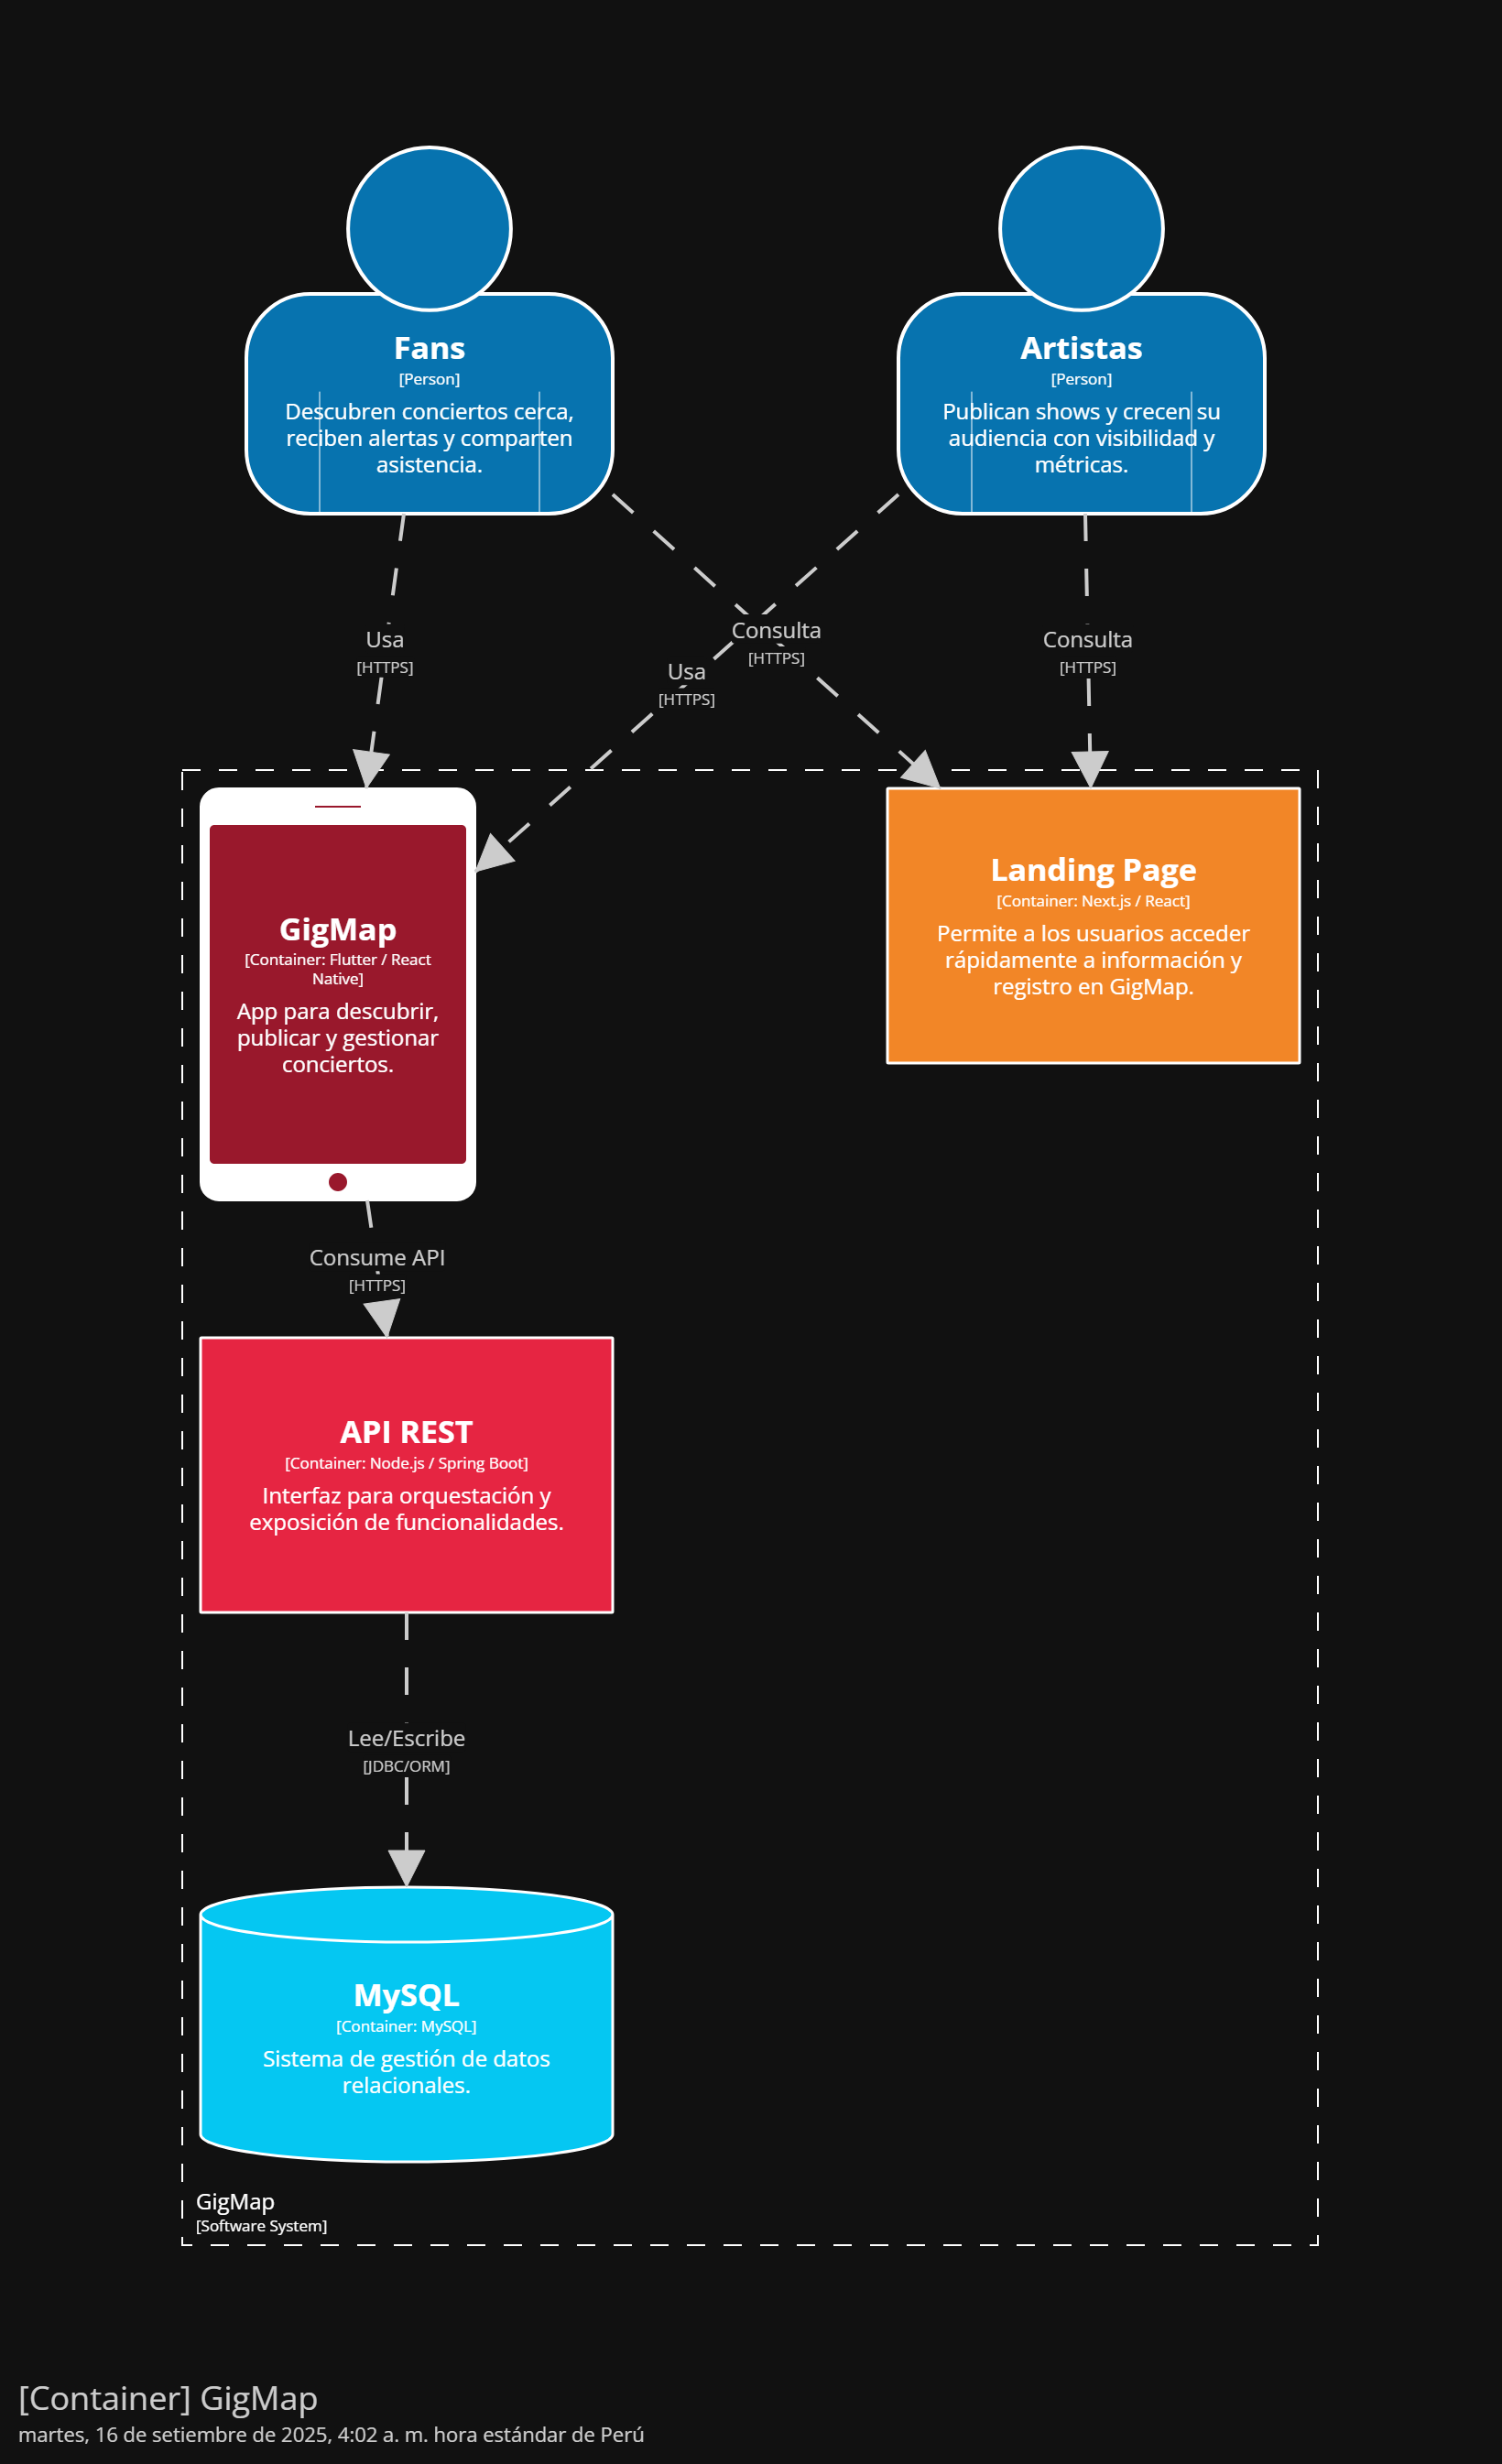 Fans
[Person]
Descubren conciertos cerca,
reciben alertas y comparten
asistencia.
Artistas
[Person]
Publican shows y crecen su
audiencia con visibilidad y
métricas.
Usa
[HTTPS]
Usa
[HTTPS]
Consulta
[HTTPS]
Consulta
[HTTPS]
GigMap
[Container: Flutter / React
Native]
App para descubrir,
publicar y gestionar
conciertos.
Landing Page
[Container: Next.js / React]
Permite a los usuarios acceder
rápidamente a información y
registro en GigMap.
Consume API
[HTTPS]
API REST
[Container: Node.js / Spring Boot]
Interfaz para orquestación y
exposición de funcionalidades.
Lee/Escribe
[JDBC/ORM]
MySQL
[Container: MySQL]
Sistema de gestión de datos
relacionales.
GigMap
[Software System]
[Container] GigMap
martes, 16 de setiembre de 2025, 4:02 a. m. hora estándar de Perú